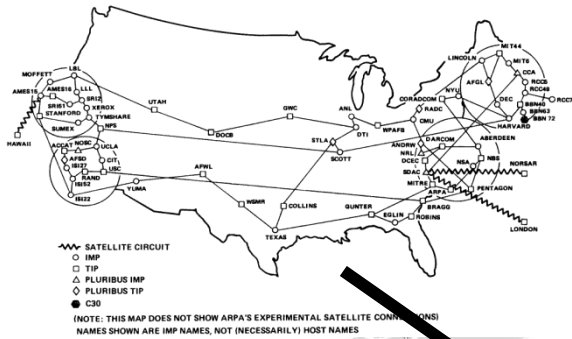 MOFFETT
LBL
AMES16
AMES15
LLL
SRI2
SRI51
XEROX
STANFORD
TYMSHARE
SUMEX
NPS
HAWAII
ACCAT
NOSC
UCLA
AFSD
CIT
ISI27
RAND
USC
ISI52
ISI22
UTAH
DOCB
GWC
YUMA
AFWL
WSMR
TEXAS
COLLINS
STLA
ANL
DTI
SCOTT
WPAFB
GUNTER
EGLIN
ROBINS
BRAGG
LINCOLN
MIT44
MIT6
CCA
RCC5
RCC49
RCC7
AFGL
DEC
BBN40
BBN63
BBN 72
HARVARD
NYU
CORADCOM
RADC
CMU
ABERDEEN
ANDRW
DARCOM
NRL
DCEC
NSA
NBS
SDAC
NORSAR
MITRE
ARPA
PENTAGON
LONDON
SATELLITE CIRCUIT
IMP
TIP
PLURIBUS IMP
PLURIBUS TIP
C30
(NOTE: THIS MAP DOES NOT SHOW ARPA'S EXPERIMENTAL SATELLITE CONNECTIONS)
NAMES SHOWN ARE IMP NAMES, NOT (NECESSARILY) HOST NAMES